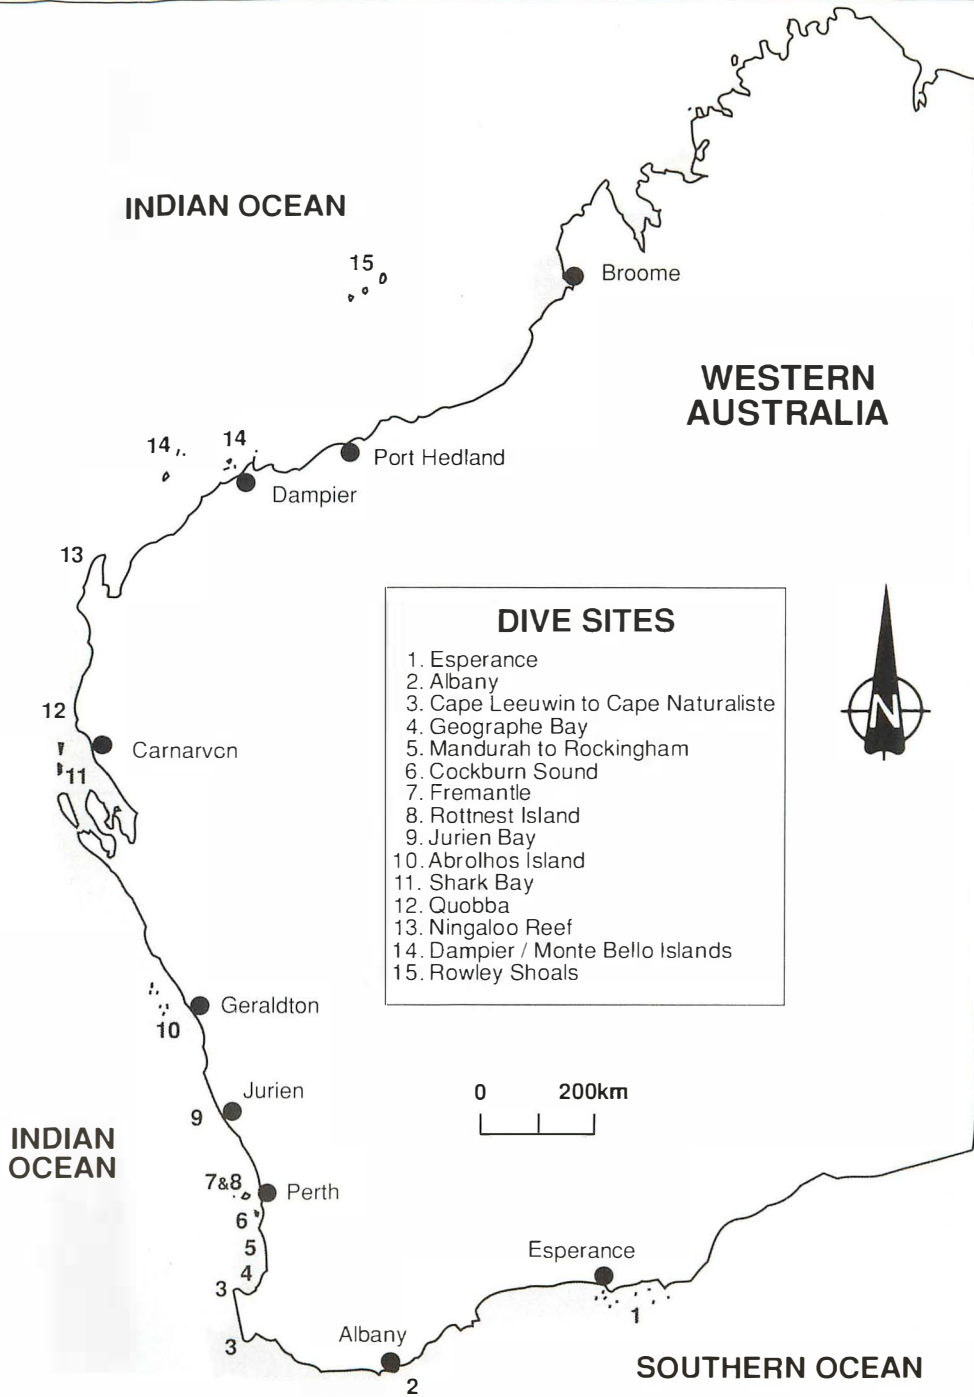 INDIAN OCEAN
15
Broome
WESTERN
AUSTRALIA
14
14
Port Hedland
Dampier
13
DIVE SITES
1. Esperance
2. Albany
3. Cape Leeuwin to Cape Naturaliste
4. Geographe Bay
5. Mandurah to Rockingham
6. Cockburn Sound
7. Fremantle
8. Rottnest Island
9. Jurien Bay
10. Abrolhos Island
11. Shark Bay
12. Quobba
13. Ningaloo Reef
14. Dampier / Monte Bello Islands
15. Rowley Shoals
N
12
Carnarvcn
11
Geraldton
10
Jurien
9
0 200km
INDIAN
OCEAN
7&8
Perth
6
5
4
3
3
Esperance
1
Albany
2
SOUTHERN OCEAN